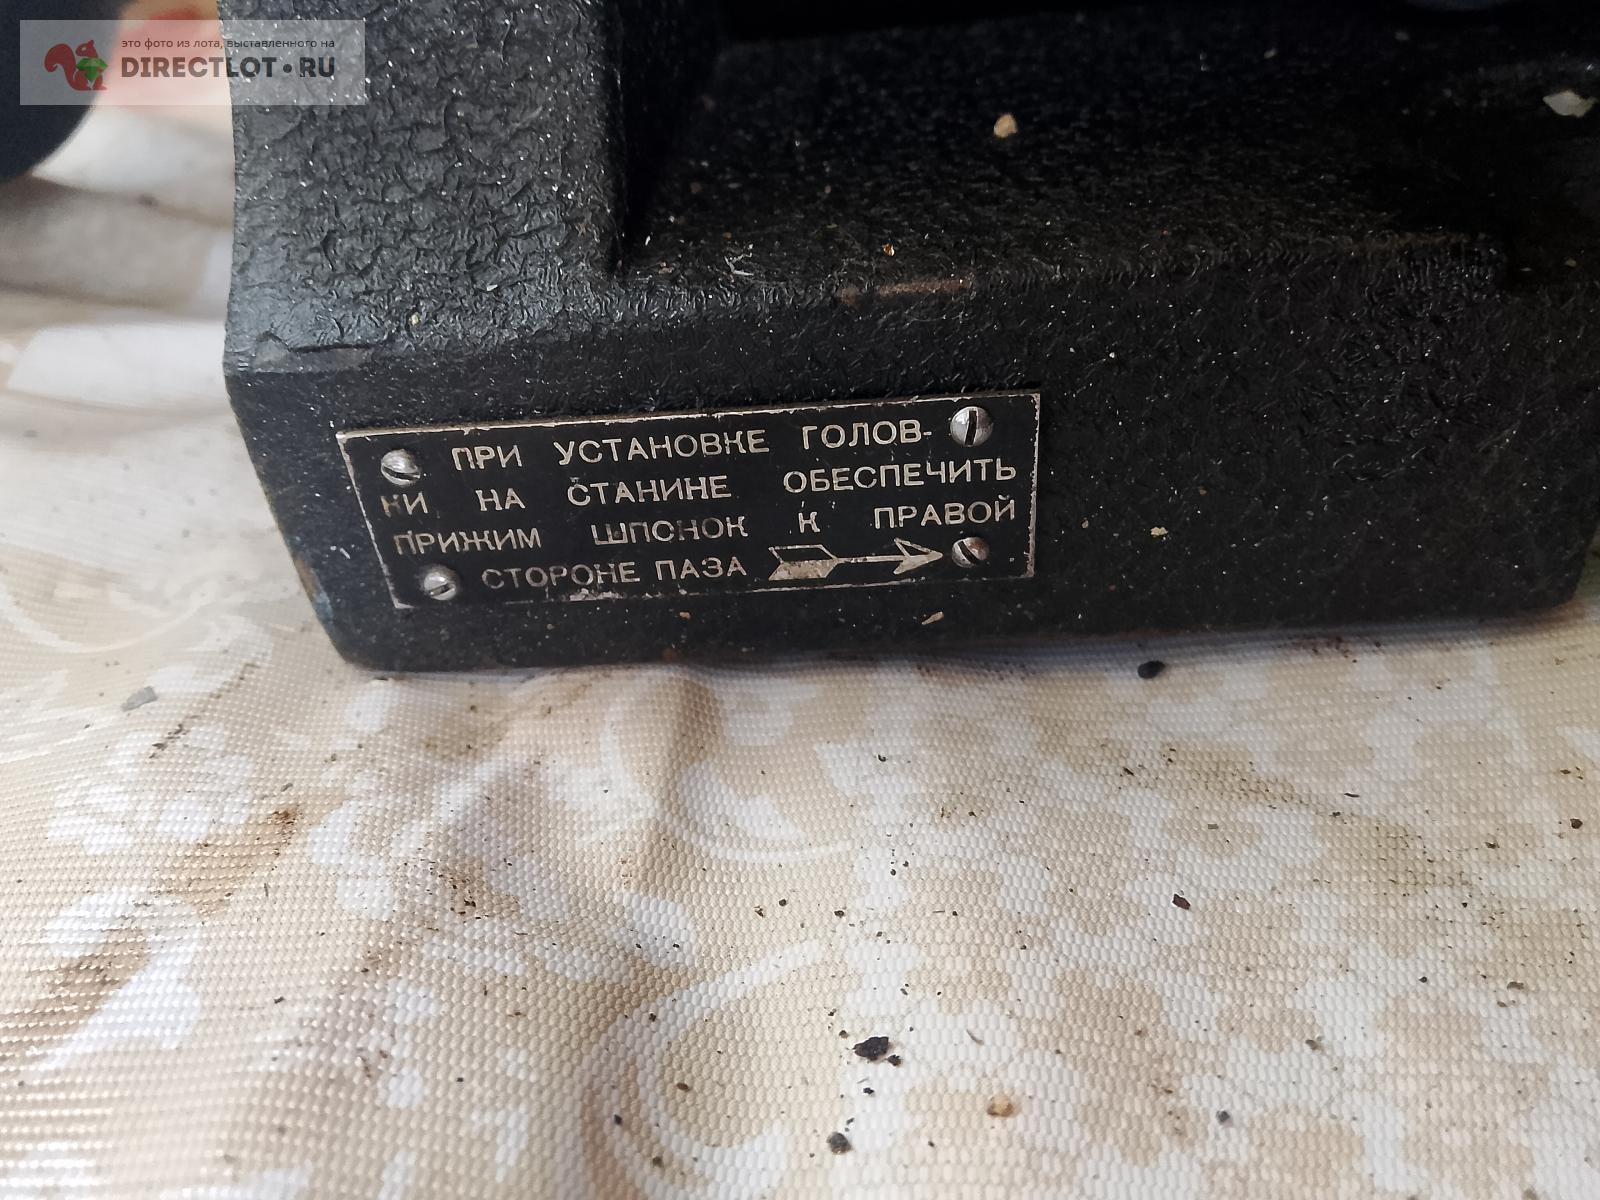 это фото из лота, выставленного на
DIRECTLOT.RU
ПРИ УСТАНОВКЕ ГОЛОВ-
КИ НА СТАНИНЕ ОБЕСПЕЧИТЬ
ПРИЖИМ ШПОНОК К ПРАВОЙ
СТОРОНЕ ПАЗА